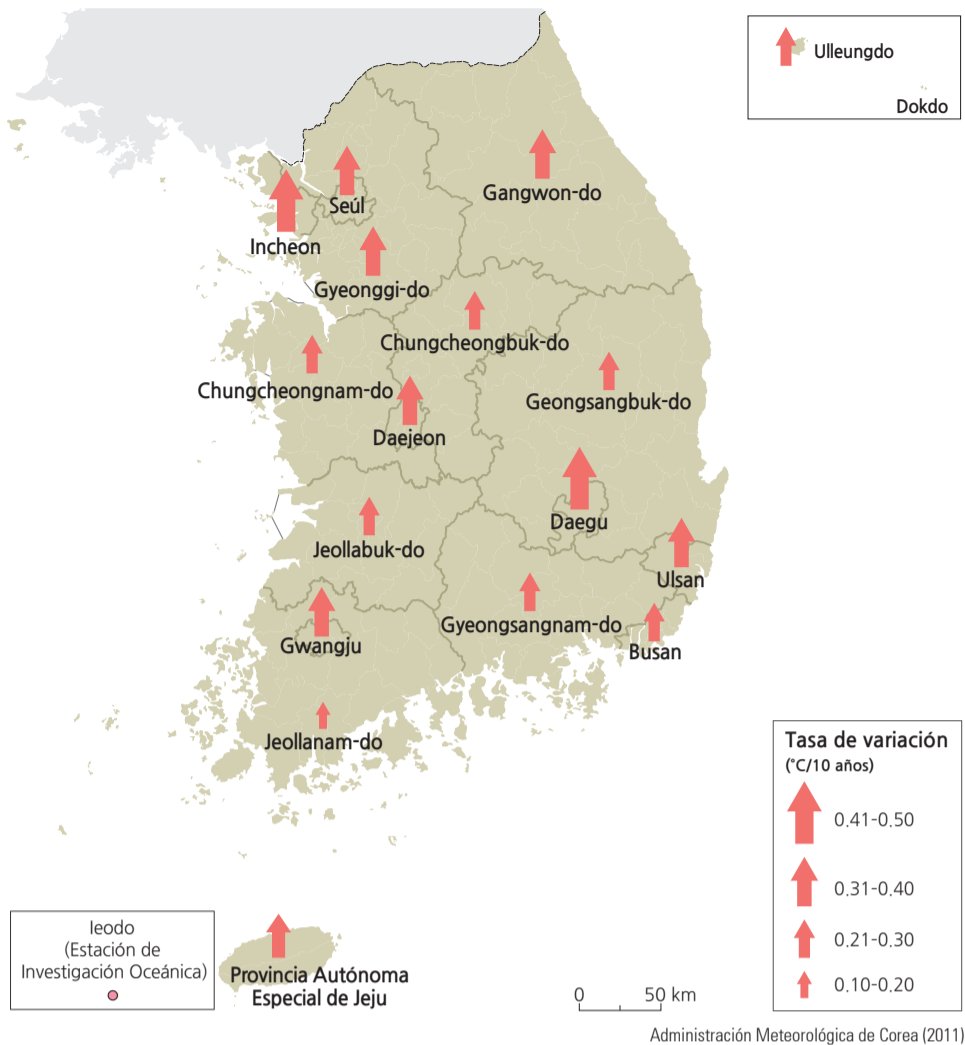 Ulleungdo
Dokdo
Gangwon-do
Seúl
Incheon
Gyeonggi-do
Chungcheongbuk-do
Chungcheongnam-do
Geongsangbuk-do
Daejeon
Daegu
Jeollabuk-do
Ulsan
Gyeongsangnam-do
Gwangju
Busan
Jeollanam-do
Tasa de variación
(°C/10 años)
0.41-0.50
0.31-0.40
0.21-0.30
0.10-0.20
Ieodo
(Estación de
Investigación Oceánica)
Provincia Autónoma
Especial de Jeju
0 50 km
Administración Meteorológica de Corea (2011)